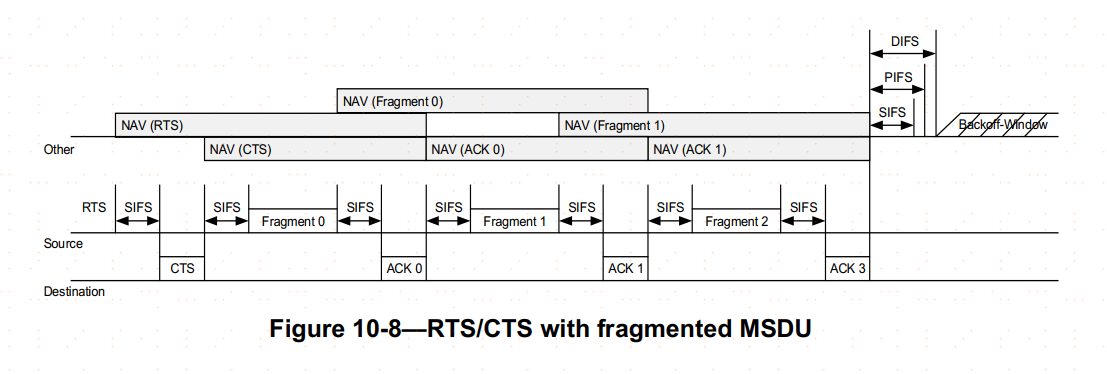 DIFS
PIFS
SIFS
NAV (Fragment 0)
NAV (RTS)
NAV (Fragment 1)
Backoff-Window
Other
NAV (CTS)
NAV (ACK 0)
NAV (ACK 1)
RTS
SIFS
SIFS
Fragment 0
SIFS
SIFS
Fragment 1
SIFS
SIFS
Fragment 2
SIFS
Source
CTS
ACK 0
ACK 1
ACK 3
Destination
Figure 10-8—RTS/CTS with fragmented MSDU